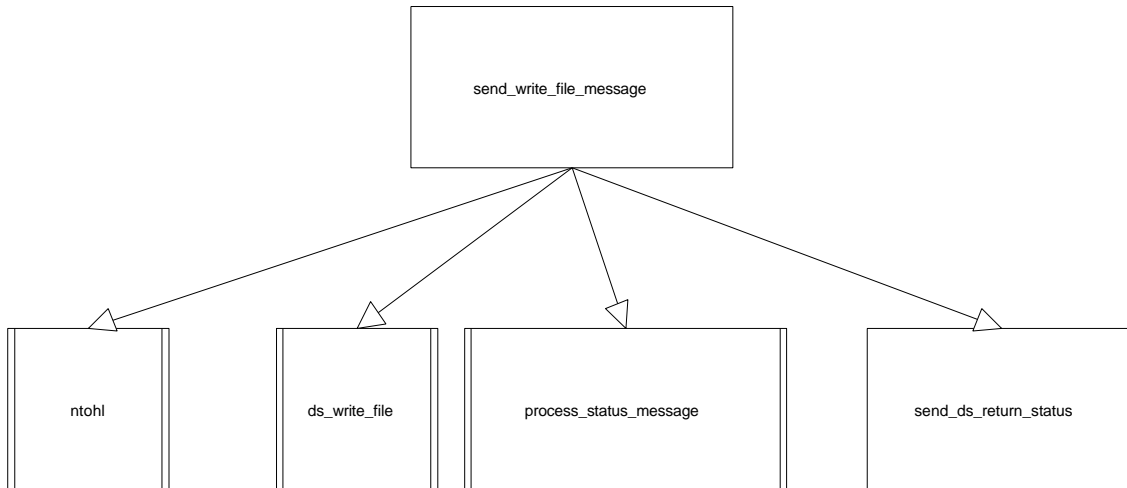 send_write_file_message
ntohl
ds_write_file
process_status_message
send_ds_return_status